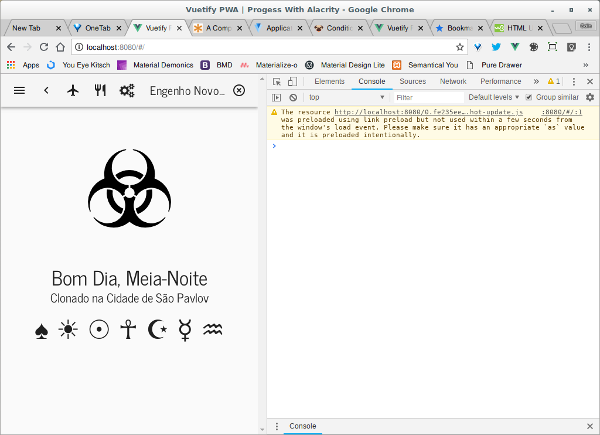 Vuetify PWA | Progess With Alacrity - Google Chrome
New Tab
OneTab
Vuetify P
A Comp
Applicat
Conditio
Vuetify P
Bookma
HTML I
localhost:8080/#/
Apps
You Eye Kitsch
Material Demonics
BMD
Materialize-o
Material Design Lite
Semantical You
Pure Drawer
»
Engenho Novo...
Elements Console Sources Network Performance » 1
top Filter Default levels Group similar
The resource http://localhost:8080/0.fe235ee….hot-update.js :8080/#/:1
was preloaded using link preload but not used within a few seconds from
the window's load event. Please make sure it has an appropriate `as` value
and it is preloaded intentionally.
Bom Dia, Meia-Noite
Clonado na Cidade de São Pavlov
♠ ☀ ☉ ☥ ☪ ☿ ♒
Console